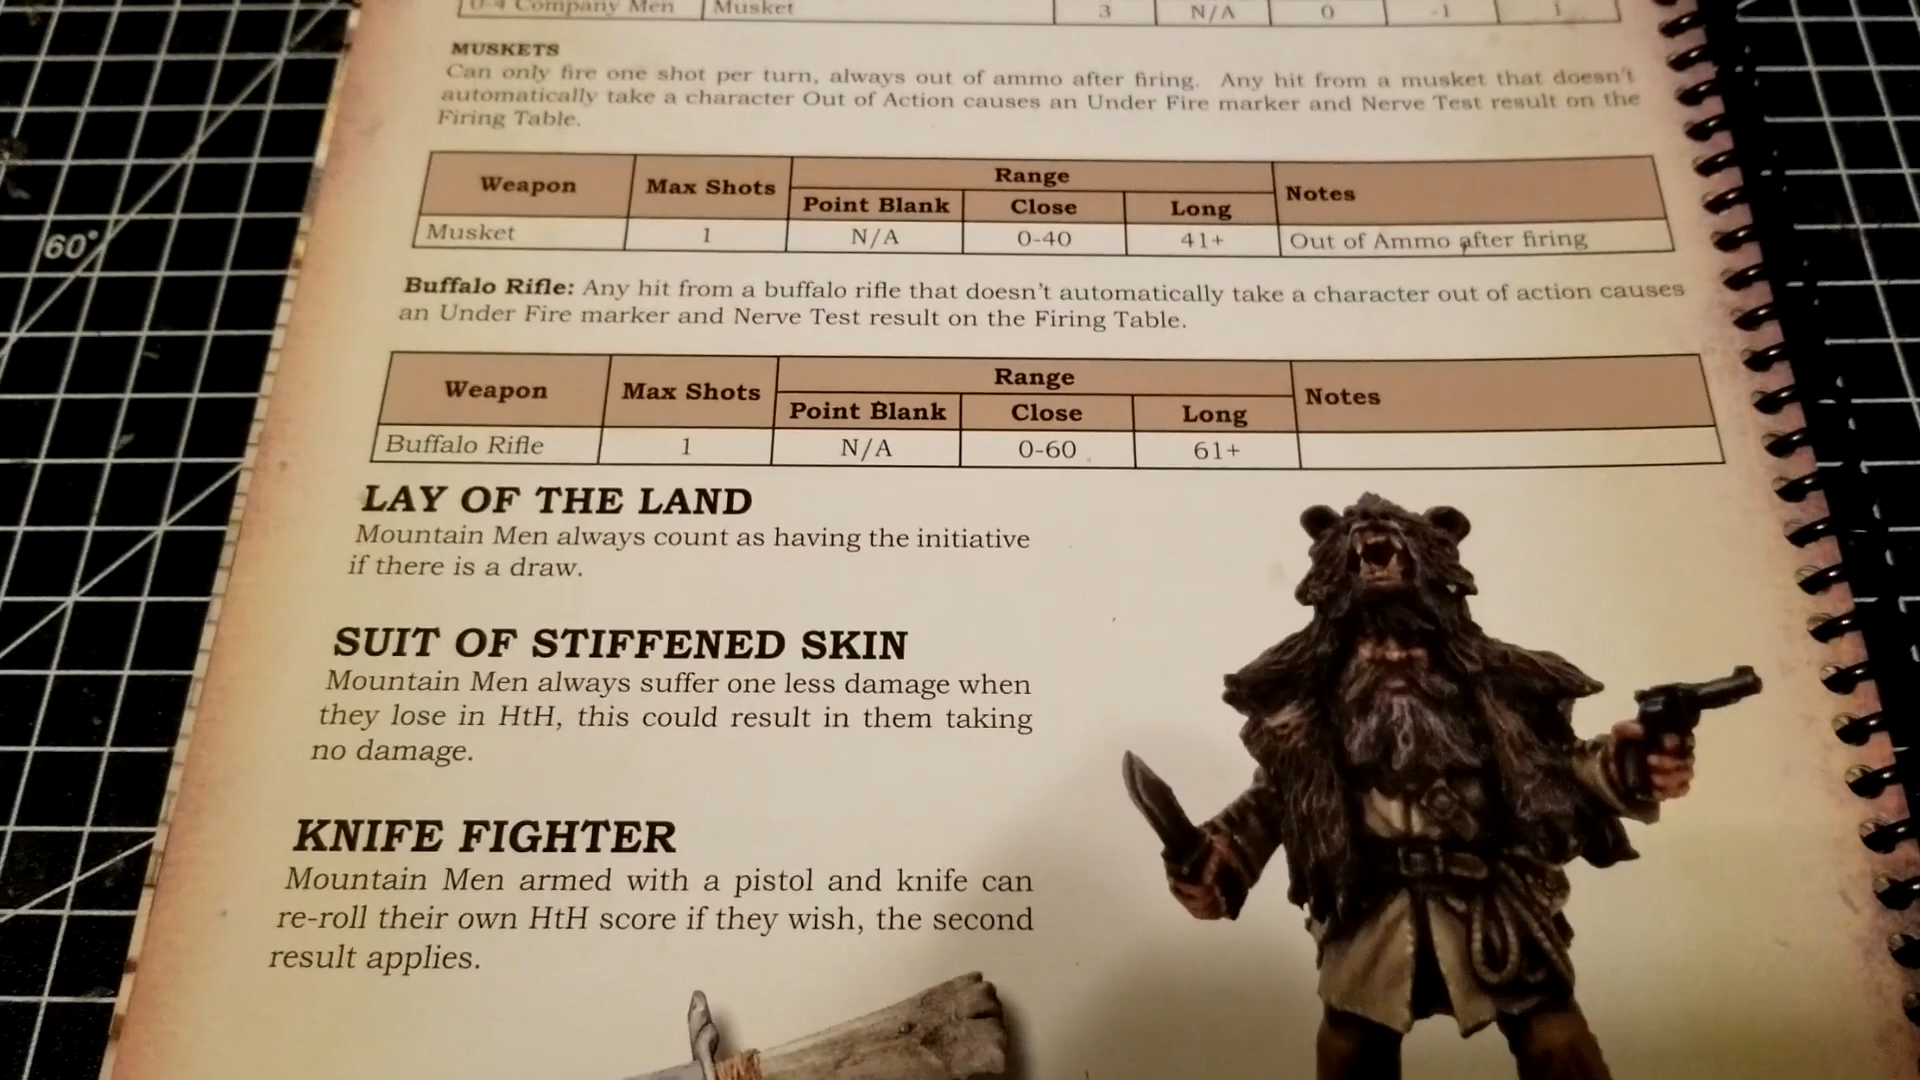 0-4 Company Men Musket 3 N/A 0 -1 1
MUSKETS
Can only fire one shot per turn, always out of ammo after firing. Any hit from a musket that doesn't
automatically take a character Out of Action causes an Under Fire marker and Nerve Test result on the
Firing Table.
Weapon Max Shots Range Notes
Point Blank Close Long
Musket 1 N/A 0-40 41+ Out of Ammo after firing
Buffalo Rifle: Any hit from a buffalo rifle that doesn't automatically take a character out of action causes
an Under Fire marker and Nerve Test result on the Firing Table.
Weapon Max Shots Range Notes
Point Blank Close Long
Buffalo Rifle 1 N/A 0-60 61+
LAY OF THE LAND
Mountain Men always count as having the initiative
if there is a draw.
SUIT OF STIFFENED SKIN
Mountain Men always suffer one less damage when
they lose in HtH, this could result in them taking
no damage.
KNIFE FIGHTER
Mountain Men armed with a pistol and knife can
re-roll their own HtH score if they wish, the second
result applies.
60°